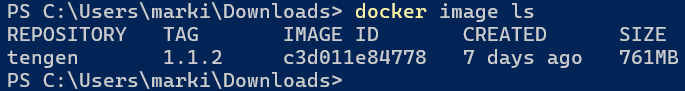 PS C:\Users\marki\Downloads> docker image ls
REPOSITORY   TAG       IMAGE ID       CREATED      SIZE
tengen       1.1.2     c3d011e84778   7 days ago   761MB
PS C:\Users\marki\Downloads>